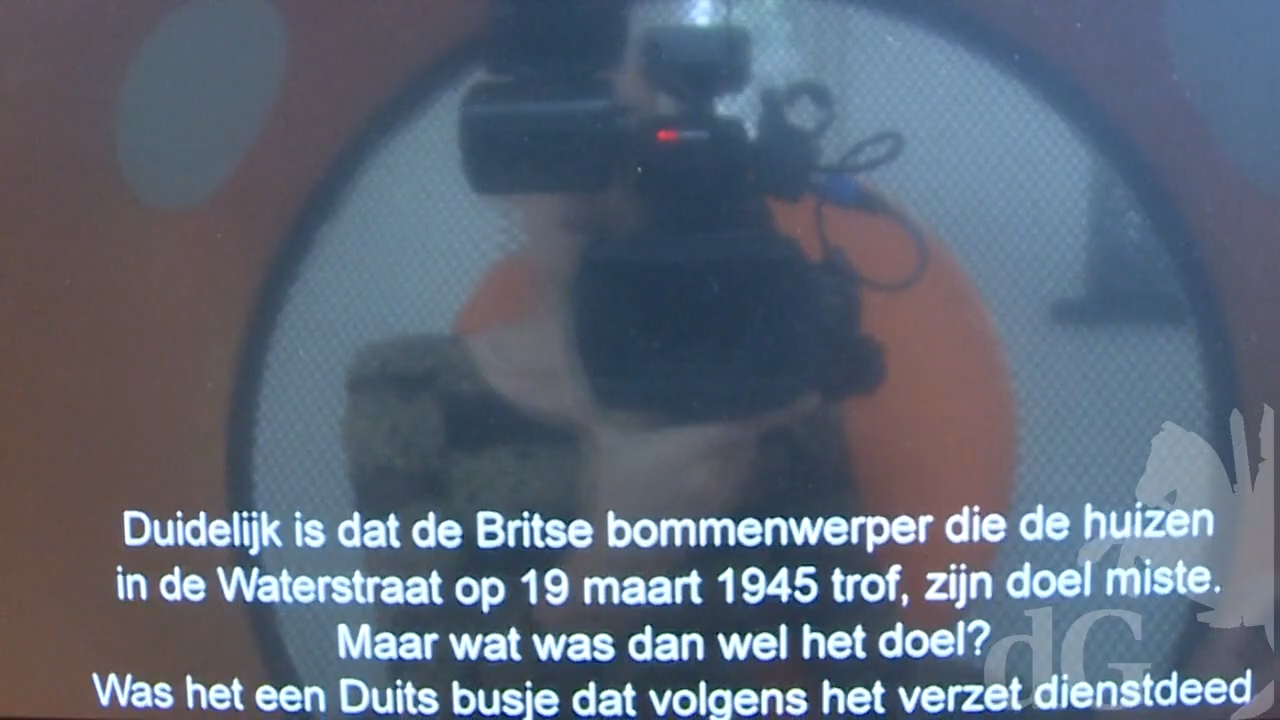 Duidelijk is dat de Britse bommenwerper die de huizen
in de Waterstraat op 19 maart 1945 trof, zijn doel miste.
Maar wat was dan wel het doel?
Was het een Duits busje dat volgens het verzet dienstdeed
dG